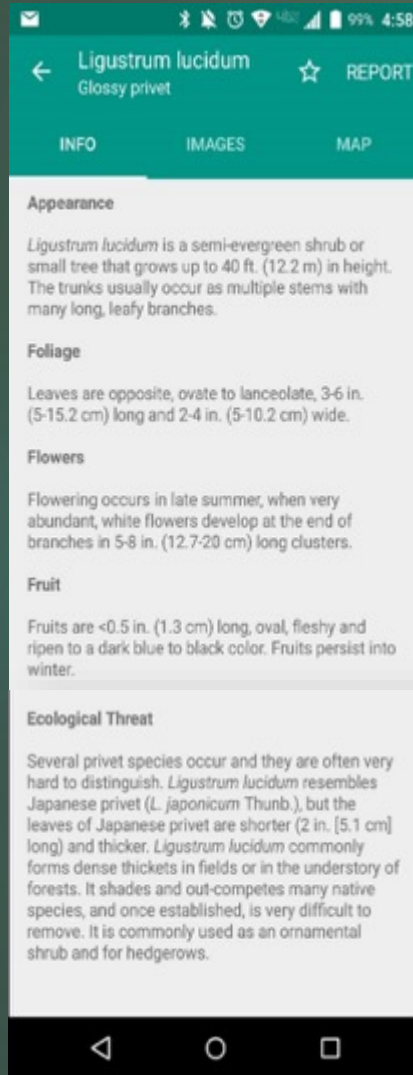 99% 4:58
Ligustrum lucidum
REPORT
Glossy privet
INFO
IMAGES
MAP
Appearance
Ligustrum lucidum is a semi-evergreen shrub or
small tree that grows up to 40 ft. (12.2 m) in height.
The trunks usually occur as multiple stems with
many long, leafy branches.
Foliage
Leaves are opposite, ovate to lanceolate, 3-6 in.
(5-15.2 cm) long and 2-4 in. (5-10.2 cm) wide.
Flowers
Flowering occurs in late summer, when very
abundant, white flowers develop at the end of
branches in 5-8 in. (12.7-20 cm) long clusters.
Fruit
Fruits are <0.5 in. (1.3 cm) long, oval, fleshy and
ripen to a dark blue to black color. Fruits persist into
winter.
Ecological Threat
Several privet species occur and they are often very
hard to distinguish. Ligustrum lucidum resembles
Japanese privet (L. japonicum Thunb.), but the
leaves of Japanese privet are shorter (2 in. [5.1 cm]
long) and thicker. Ligustrum lucidum commonly
forms dense thickets in fields or in the understory of
forests. It shades and out-competes many native
species, and once established, is very difficult to
remove. It is commonly used as an ornamental
shrub and for hedgerows.